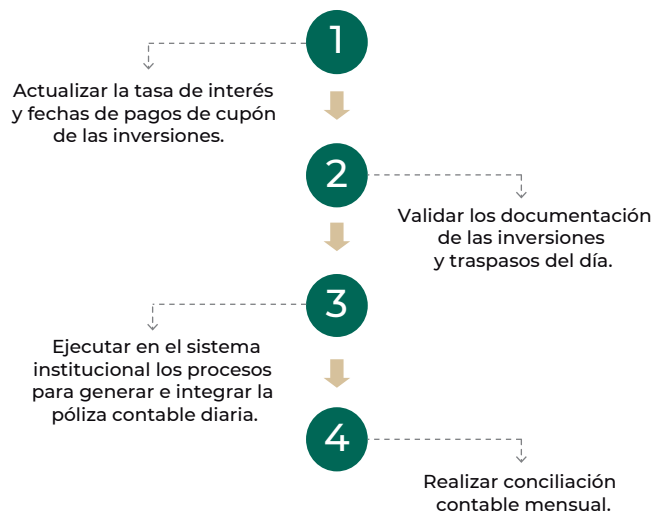 1
Actualizar la tasa de interés
y fechas de pagos de cupón
de las inversiones.
2
Validar los documentación
de las inversiones
y traspasos del día.
3
Ejecutar en el sistema
institucional los procesos
para generar e integrar la
póliza contable diaria.
4
Realizar conciliación
contable mensual.